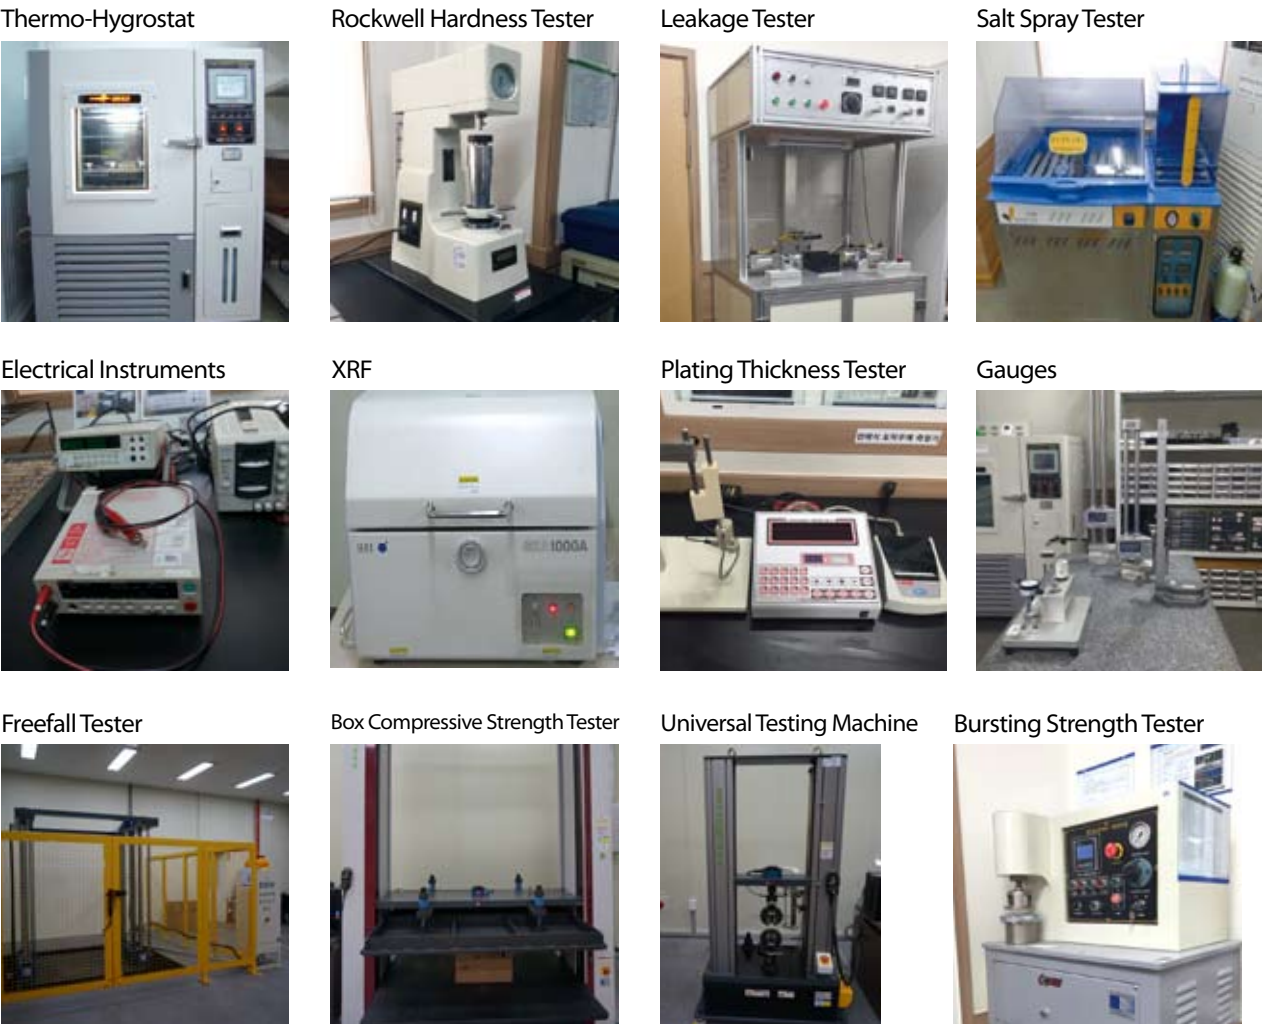 Thermo-Hygrostat
Rockwell Hardness Tester
Leakage Tester
Salt Spray Tester
Electrical Instruments
XRF
Plating Thickness Tester
Gauges
1000A
Freefall Tester
Box Compressive Strength Tester
Universal Testing Machine
Bursting Strength Tester